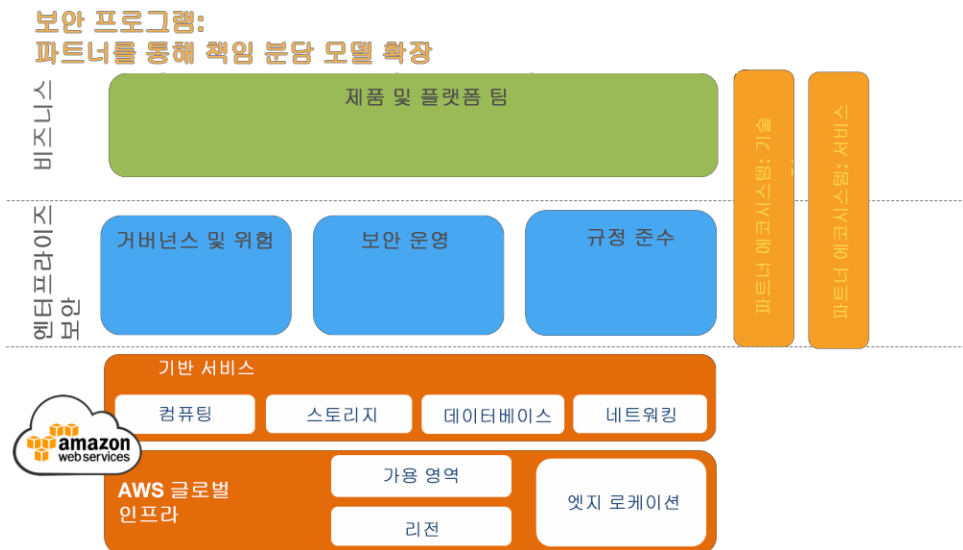 보안 프로그램:
파트너를 통해 책임 분담 모델 확장
비즈니스
제품 및 플랫폼 팀
엔터프라이즈
보안
거버넌스 및 위험
보안 운영
규정 준수
파트너 에코시스템: 기술
파트너 에코시스템: 서비스
기반 서비스
컴퓨팅
스토리지
데이터베이스
네트워킹
amazon
web services
AWS 글로벌
인프라
가용 영역
리전
엣지 로케이션